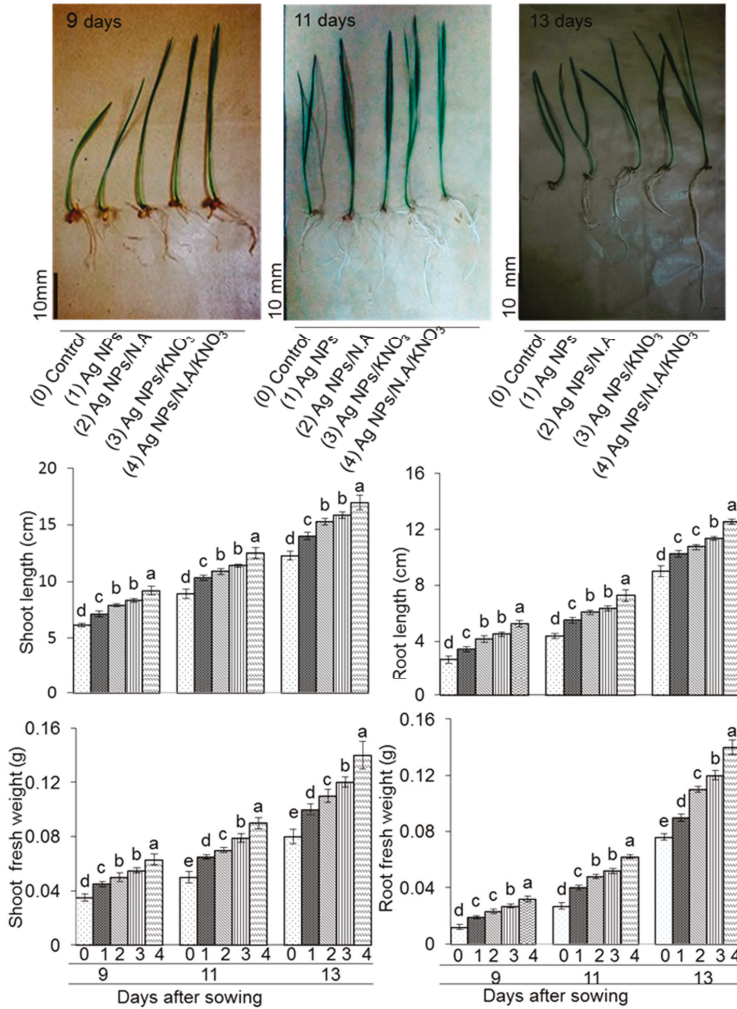 9 days
11 days
13 days
10mm
10 mm
10 mm
(0) Control
(1) Ag NPs
(2) Ag NPs/N.A
(3) Ag NPs/KNO3
(4) Ag NPs/N.A/KNO3
(0) Control
(1) Ag NPs
(2) Ag NPs/N.A
(3) Ag NPs/KNO3
(4) Ag NPs/N.A/KNO3
(0) Control
(1) Ag NPs
(2) Ag NPs/N.A
(3) Ag NPs/KNO3
(4) Ag NPs/N.A/KNO3
Shoot length (cm)
20
15
10
5
0
d c b b a
d c b b a
d c b b a
Root length (cm)
16
12
8
4
0
d c b b a
d c b b a
d c c b a
Shoot fresh weight (g)
0.16
0.12
0.08
0.04
0
d c b b a
e d c b a
e d c b a
0 1 2 3 4 0 1 2 3 4 0 1 2 3 4
9 11 13
Days after sowing
Root fresh weight (g)
0.16
0.12
0.08
0.04
0
d c c b a
e d c b a
e d c b a
0 1 2 3 4 0 1 2 3 4 0 1 2 3 4
9 11 13
Days after sowing